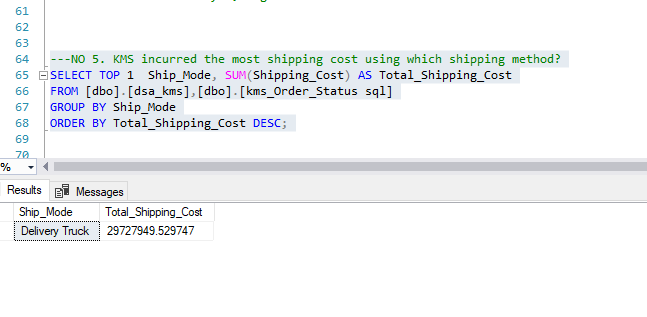 61
62
63
64 ---NO 5. KMS incurred the most shipping cost using which shipping method?
65 SELECT TOP 1  Ship_Mode, SUM(Shipping_Cost) AS Total_Shipping_Cost
66 FROM [dbo].[dsa_kms],[dbo].[kms_Order_Status sql]
67 GROUP BY Ship_Mode
68 ORDER BY Total_Shipping_Cost DESC;
69
70
%
Results Messages
Ship_Mode Total_Shipping_Cost
Delivery Truck 29727949.529747